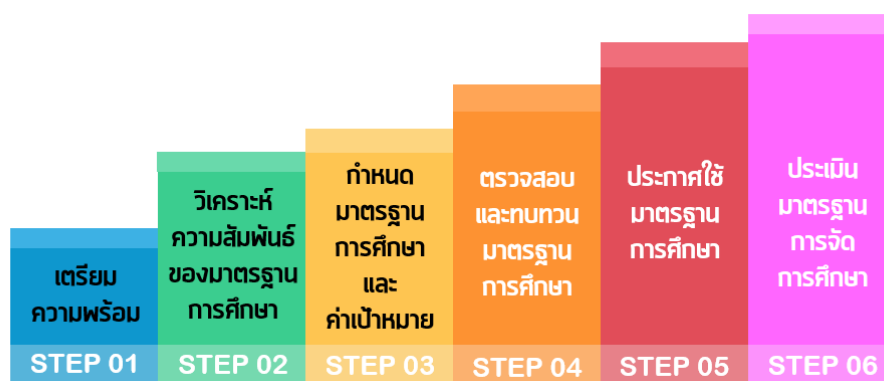 เตรียม
ความพร้อม
STEP 01
วิเคราะห์
ความสัมพันธ์
ของมาตรฐาน
การศึกษา
STEP 02
กำหนด
มาตรฐาน
การศึกษา
และ
ค่าเป้าหมาย
STEP 03
ตรวจสอบ
และทบทวน
มาตรฐาน
การศึกษา
STEP 04
ประกาศใช้
มาตรฐาน
การศึกษา
STEP 05
ประเมิน
มาตรฐาน
การจัด
การศึกษา
STEP 06